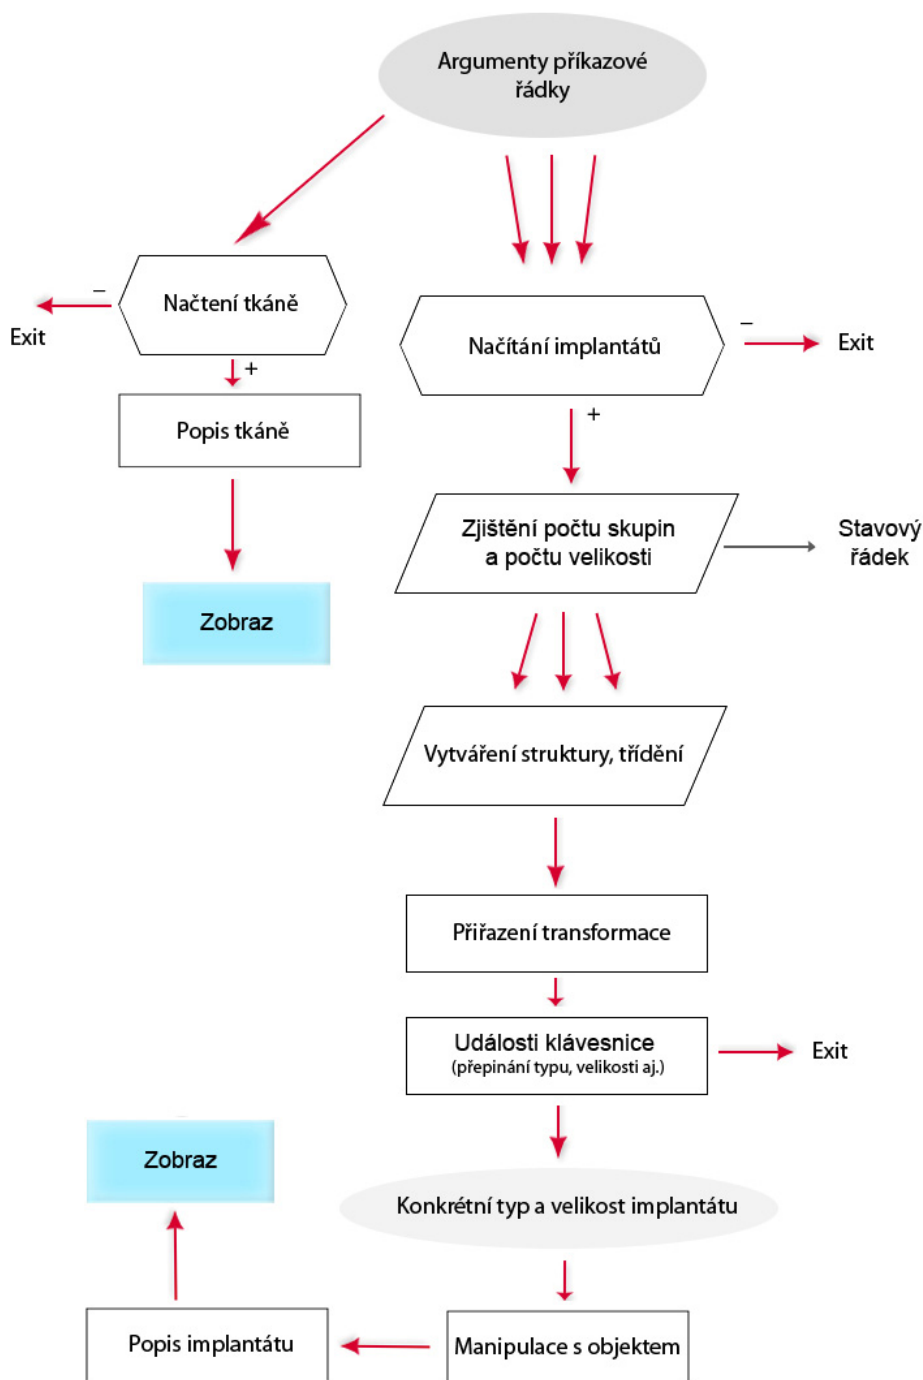 Argumenty příkazové
řádky
Načtení tkáně
–
Exit
+
Popis tkáně
Zobraz
Načítání implantátů
–
Exit
+
Zjištění počtu skupin
a počtu velikosti
Stavový
řádek
Vytváření struktury, třídění
Přiřazení transformace
Události klávesnice
(přepinání typu, velikosti aj.)
Exit
Konkrétní typ a velikost implantátu
Manipulace s objektem
Popis implantátu
Zobraz